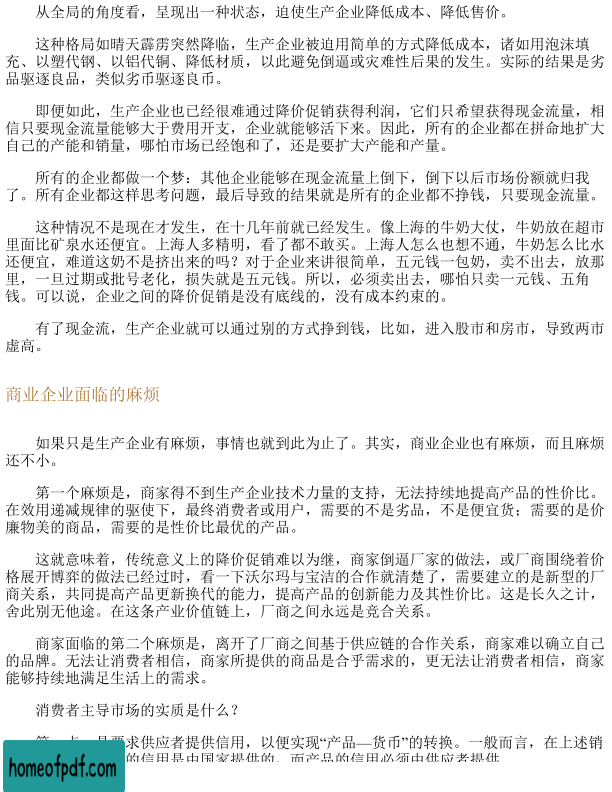 从全局的角度看，呈现出一种状态，迫使生产企业降低成本、降低售价。
这种格局如晴天霹雳突然降临，生产企业被迫用简单的方式降低成本，诸如用泡沫填
充、以塑代钢、以铝代铜、降低材质，以此避免倒逼或灾难性后果的发生。实际的结果是劣
品驱逐良品，类似劣币驱逐良币。
即便如此，生产企业也已经很难通过降价促销获得利润，它们只希望获得现金流量，相
信只要现金流量能够大于费用开支，企业就能够活下来。因此，所有的企业都在拼命地扩大
自己的产能和销量，哪怕市场已经饱和了，还是要扩大产能和产量。
所有的企业都做一个梦：其他企业能够在现金流量上倒下，倒下以后市场份额就归我
了。所有企业都这样思考问题，最后导致的结果就是所有的企业都不挣钱，只要现金流量。
这种情况不是现在才发生，在十几年前就已经发生。像上海的牛奶大仗，牛奶放在超市
里面比矿泉水还便宜。上海人多精明，看了都不敢买。上海人怎么也想不通，牛奶怎么比水
还便宜，难道这奶不是挤出来的吗？对于企业来讲很简单，五元钱一包奶，卖不出去，放那
里，一旦过期或批号老化，损失就是五元钱。所以，必须卖出去，哪怕只卖一元钱、五角
钱。可以说，企业之间的降价促销是没有底线的，没有成本约束的。
有了现金流，生产企业就可以通过别的方式挣到钱，比如，进入股市和房市，导致两市
虚高。
商业企业面临的麻烦
如果只是生产企业有麻烦，事情也就到此为止了。其实，商业企业也有麻烦，而且麻烦
还不小。
第一个麻烦是，商家得不到生产企业技术力量的支持，无法持续地提高产品的性价比。
在效用递减规律的驱使下，最终消费者或用户，需要的不是劣品，不是便宜货；需要的是价
廉物美的商品，需要的是性价比最优的产品。
这就意味着，传统意义上的降价促销难以为继，商家倒逼厂家的做法，或厂商围绕着价
格展开博弈的做法已经过时，看一下沃尔玛与宝洁的合作就清楚了，需要建立的是新型的厂
商关系，共同提高产品更新换代的能力，提高产品的创新能力及其性价比。这是长久之计，
舍此别无他途。在这条产业价值链上，厂商之间永远是竞合关系。
商家面临的第二个麻烦是，离开了厂商之间基于供应链的合作关系，商家难以确立自己
的品牌。无法让消费者相信，商家所提供的商品是合乎需求的，更无法让消费者相信，商家
能够持续地满足生活上的需求。
消费者主导市场的实质是什么？
第一点，是要求供应者提供信用，以便实现“产品—货币”的转换。一般而言，在上述销
的信用是由国家提供的，而产品的信用必须由供应者提供。
homeofpdf.com